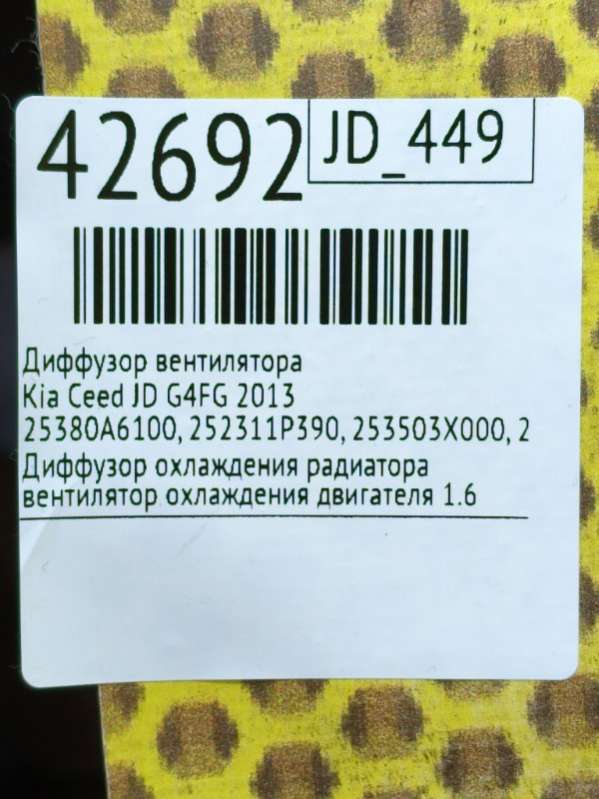 42692
JD_449
Диффузор вентилятора
Kia Ceed JD G4FG 2013
25380A6100, 252311P390, 253503X000, 2
Диффузор охлаждения радиатора
вентилятор охлаждения двигателя 1.6